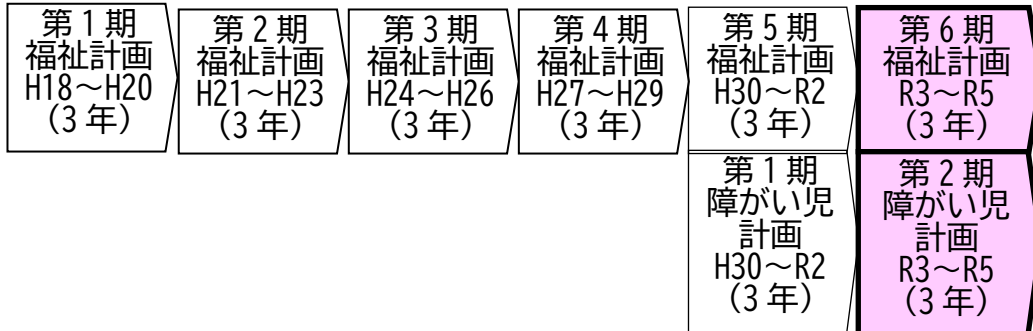 第1期
福祉計画
H18～H20
（3年）
第2期
福祉計画
H21～H23
（3年）
第3期
福祉計画
H24～H26
（3年）
第4期
福祉計画
H27～H29
（3年）
第5期
福祉計画
H30～R2
（3年）
第6期
福祉計画
R3～R5
（3年）
第1期
障がい児
計画
H30～R2
（3年）
第2期
障がい児
計画
R3～R5
（3年）